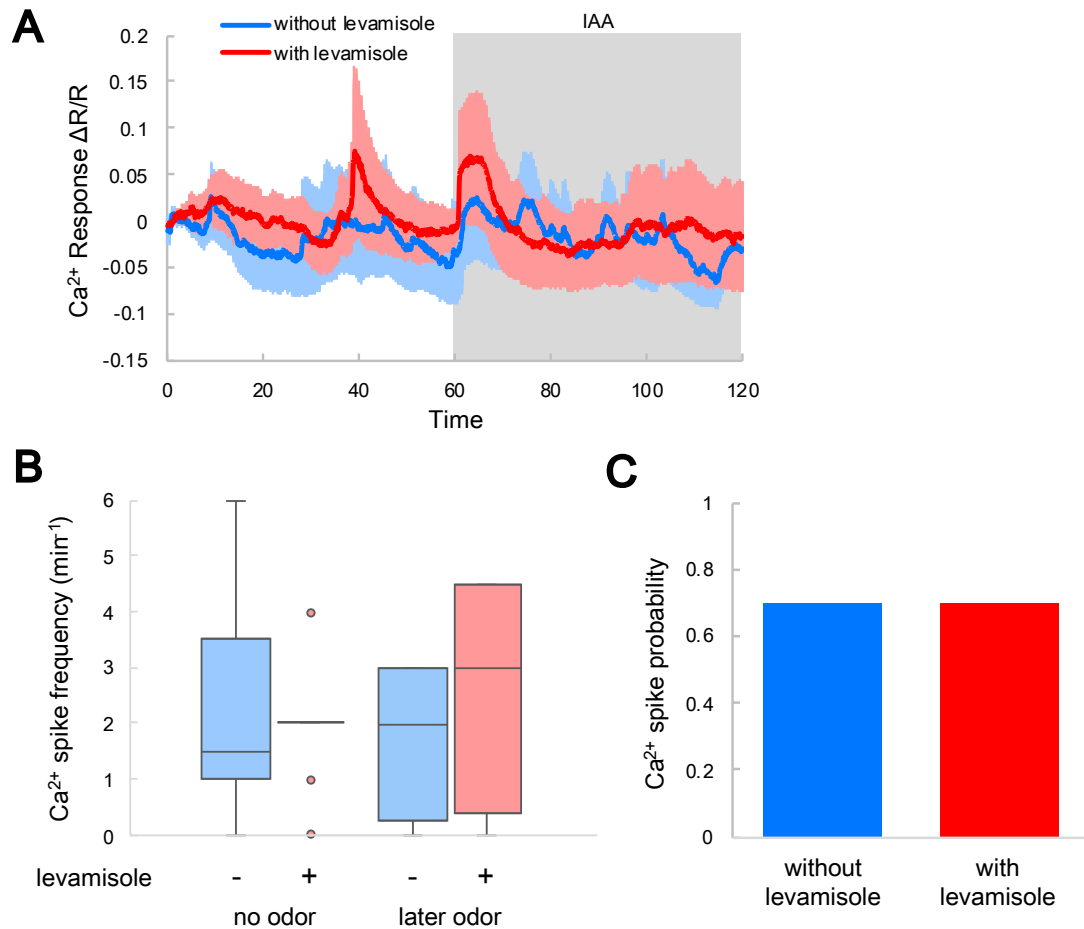 A
without levamisole
with levamisole
IAA
Ca²⁺ Response ΔR/R
0.2
0.15
0.1
0.05
0
-0.05
-0.1
-0.15
0 20 40 60 80 100 120
Time
B
Ca²⁺ spike frequency (min⁻¹)
6
5
4
3
2
1
0
levamisole - + - +
no odor later odor
C
Ca²⁺ spike probability
1
0.8
0.6
0.4
0.2
0
without
levamisole
with
levamisole